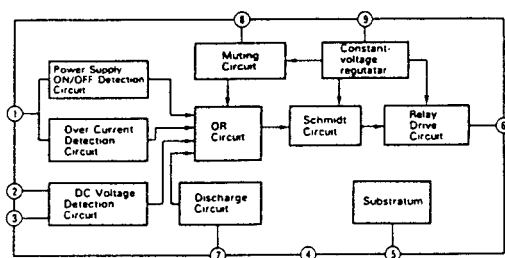 8
9
Power Supply
ON/OFF Detection
Circuit
Muting
Circuit
Constant-
voltage
regutatar
1
Over Current
Detection
Circuit
OR
Circuit
Schmidt
Circuit
Relay
Drive
Circuit
6
2
3
DC Voltage
Detection
Circuit
Discharge
Circuit
Substratum
7
4
5